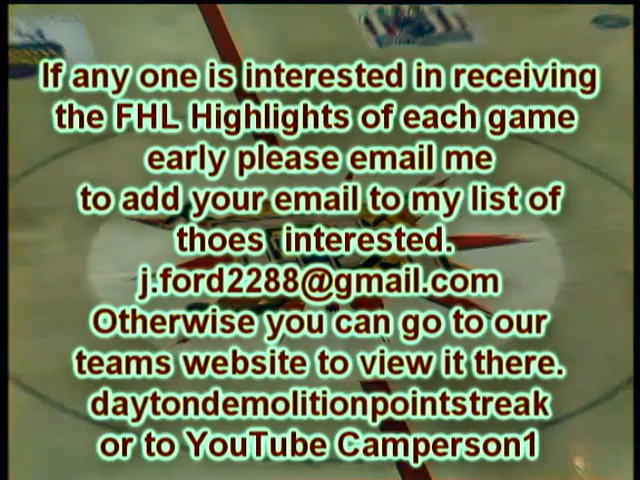 If any one is interested in receiving
the FHL Highlights of each game
early please email me
to add your email to my list of
thoes interested.
j.ford2288@gmail.com
Otherwise you can go to our
teams website to view it there.
daytondemolitionpointstreak
or to YouTube Camperson1